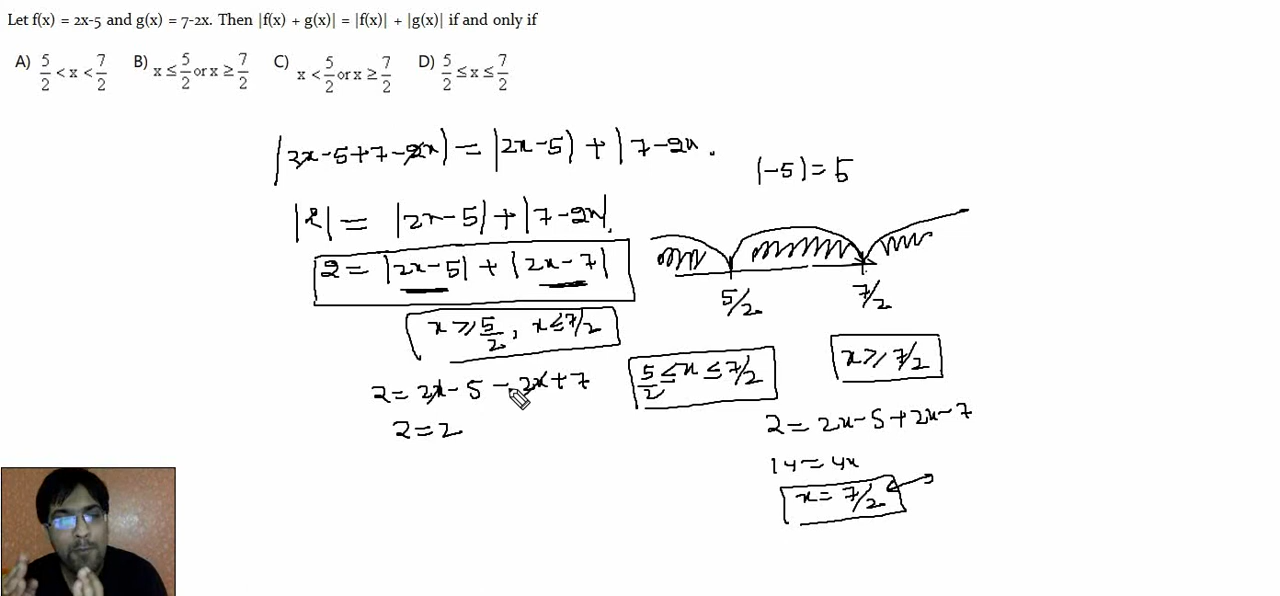 Let f(x) = 2x-5 and g(x) = 7-2x. Then |f(x) + g(x)| = |f(x)| + |g(x)| if and only if
A) 5/2 < x < 7/2 B) x ≤ 5/2 or x ≥ 7/2 C) x < 5/2 or x ≥ 7/2 D) 5/2 ≤ x ≤ 7/2
|2x-5+7-2x| = |2x-5| + |7-2x.
|-5| = 5
|2| = |2x-5| + |7-2x|.
2 = |2x-5| + |2x-7|
5/2 7/2
x ≥ 5/2, x ≤ 7/2
5/2 ≤ x ≤ 7/2
x ≥ 7/2
2 = 2x-5 - 2x+7
2 = 2
2 = 2x-5+2x-7
14 = 4x
x = 7/2